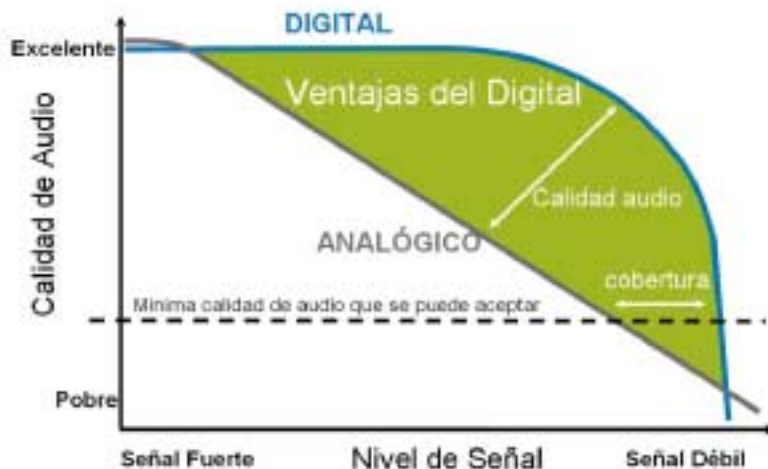 DIGITAL
Excelente
Ventajas del Digital
Calidad de Audio
Calidad audio
ANALÓGICO
cobertura
Mínima calidad de audio que se puede aceptar
Pobre
Señal Fuerte
Nivel de Señal
Señal Débil